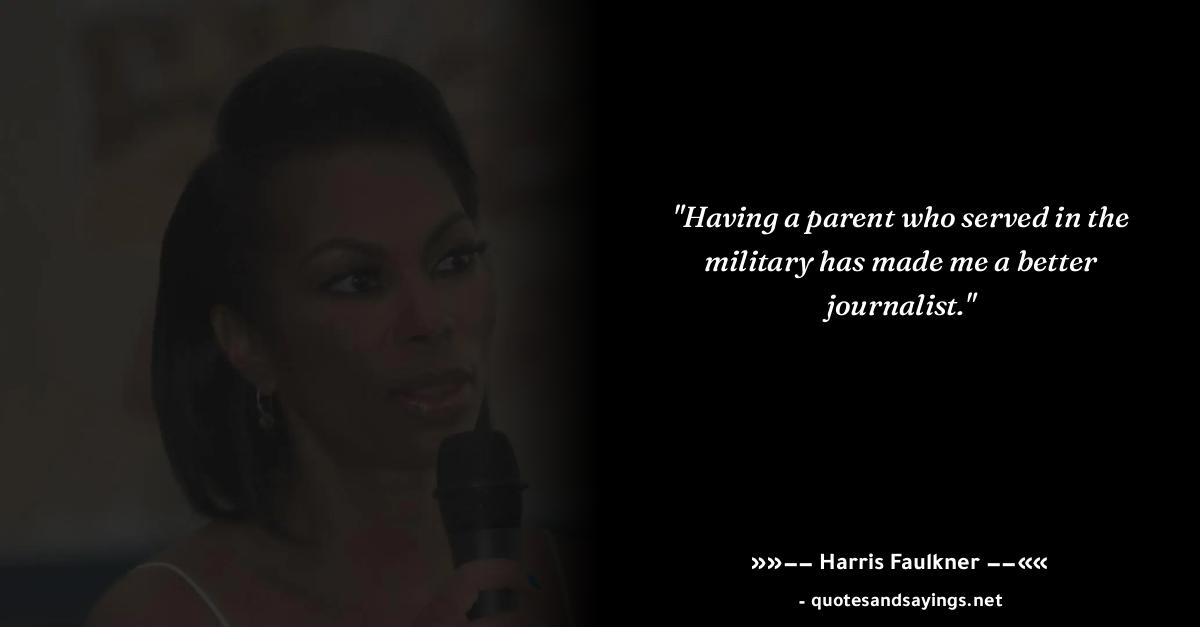 "Having a parent who served in the
military has made me a better
journalist."
»»−− Harris Faulkner −−««
- quotesandsayings.net